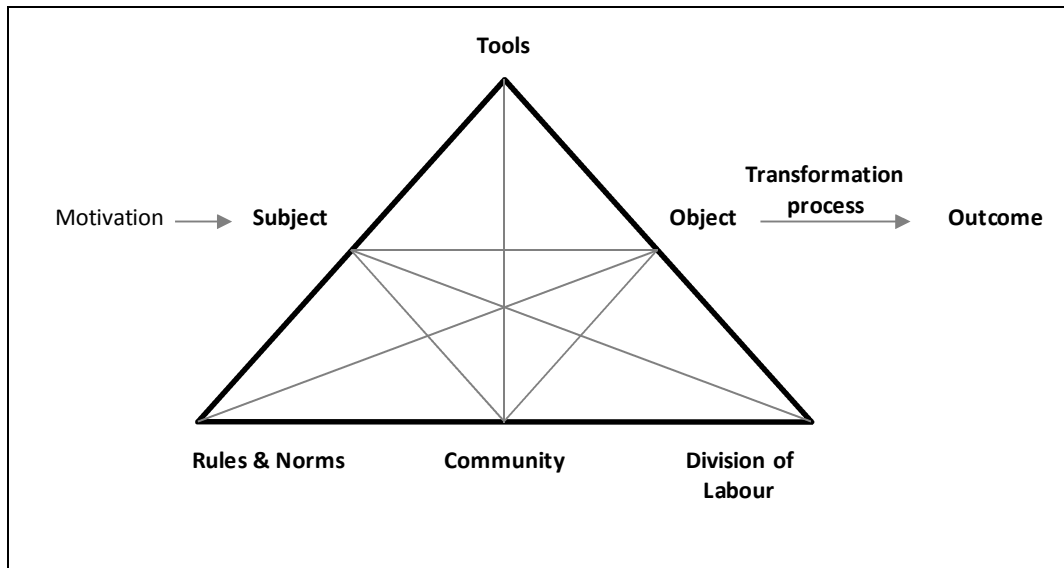 Tools
Transformation
process
Motivation
Subject
Object
Outcome
Rules & Norms
Community
Division of
Labour